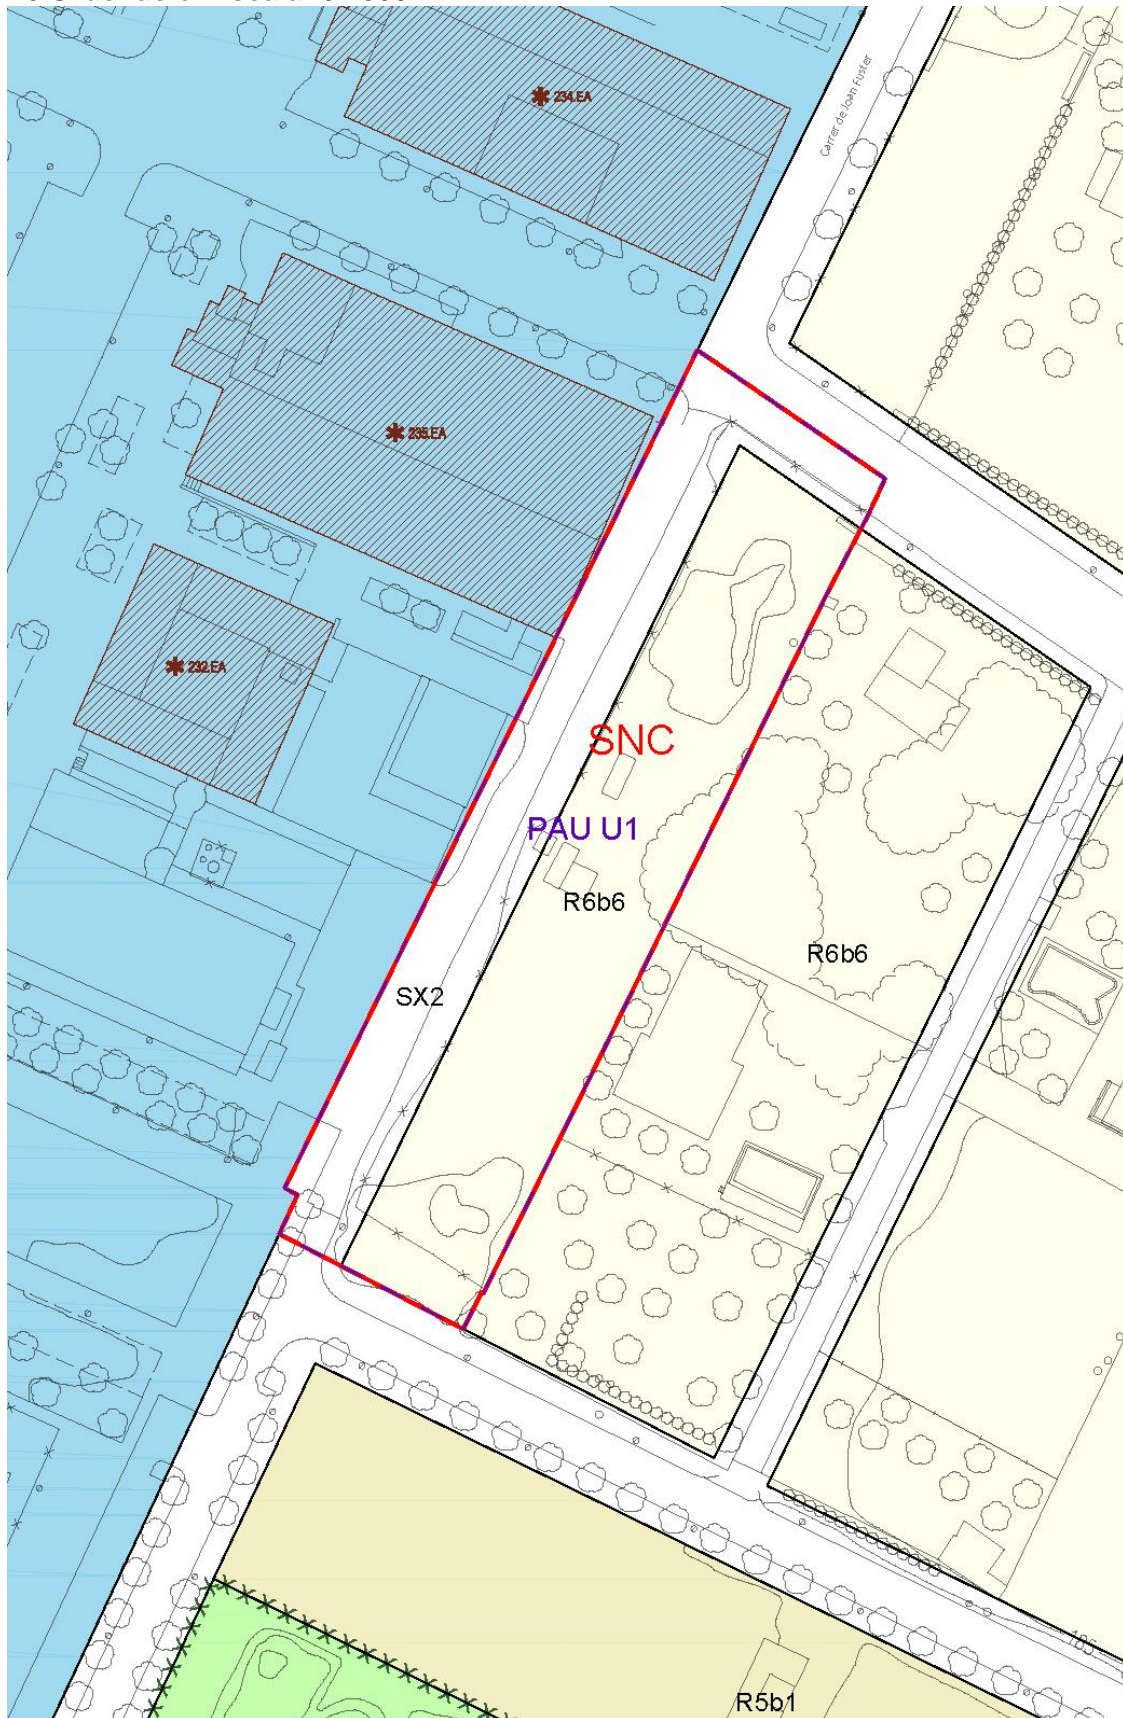 234.EA
Carrer de Joan Fuster
235.EA
232.EA
SNC
PAU U1
R6b6
R6b6
SX2
R5b1